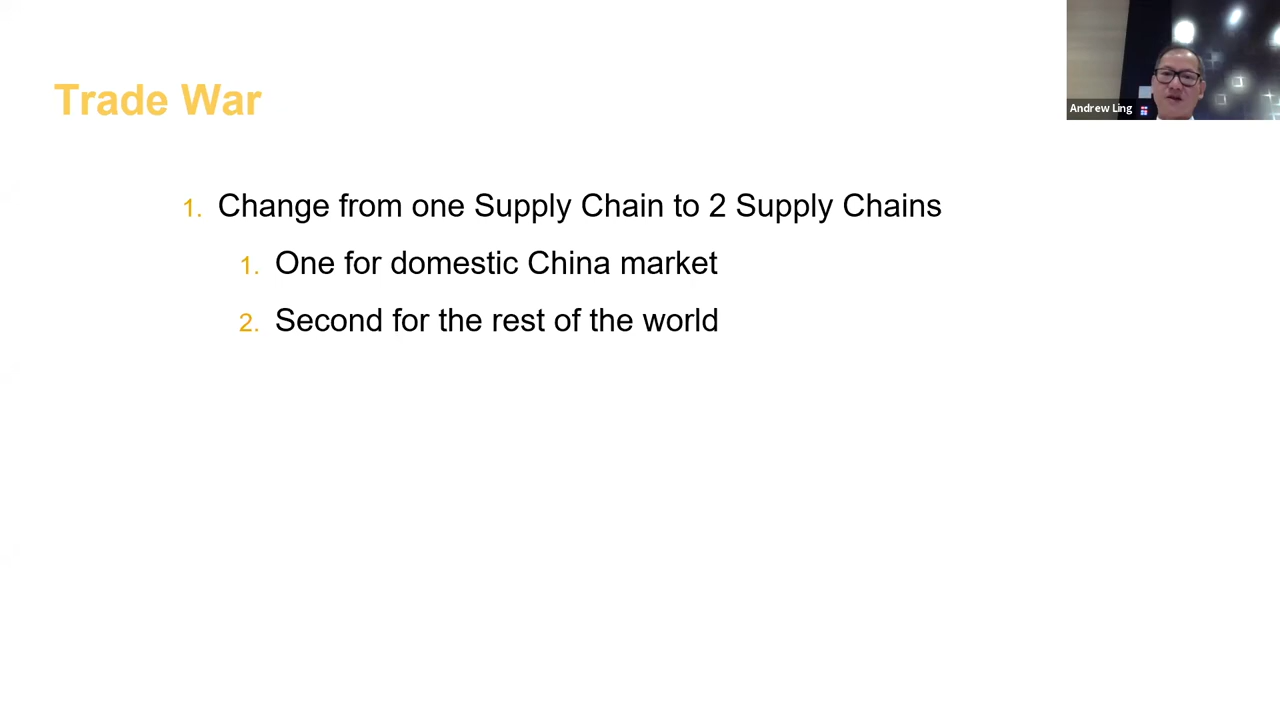 Trade War
Andrew Ling
1. Change from one Supply Chain to 2 Supply Chains
1. One for domestic China market
2. Second for the rest of the world